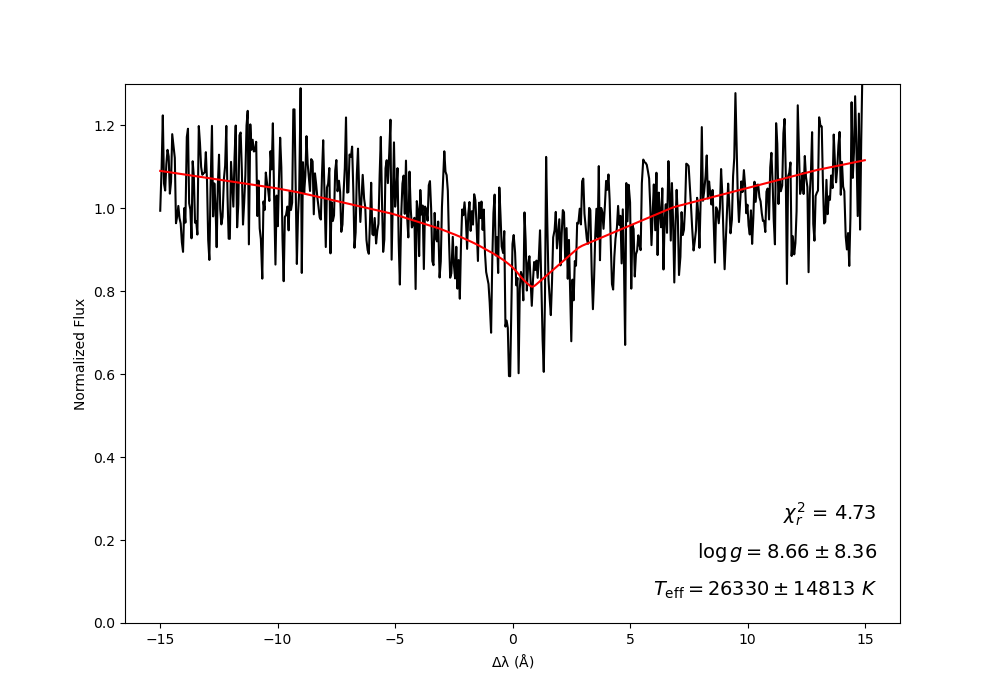 1.2
1.0
0.8
0.6
0.4
0.2
0.0
Normalized Flux
χ²ᵣ = 4.73
log g = 8.66 ± 8.36
T_eff = 26330 ± 14813 K
−15 −10 −5 0 5 10 15
Δλ (Å)